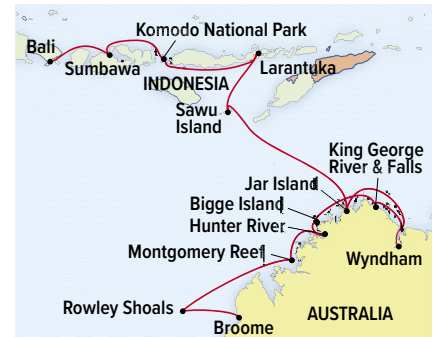 Komodo National Park
Bali
Sumbawa
Larantuka
INDONESIA
Sawu
Island
King George
River & Falls
Jar Island
Bigge Island
Hunter River
Montgomery Reef
Wyndham
Rowley Shoals
Broome
AUSTRALIA